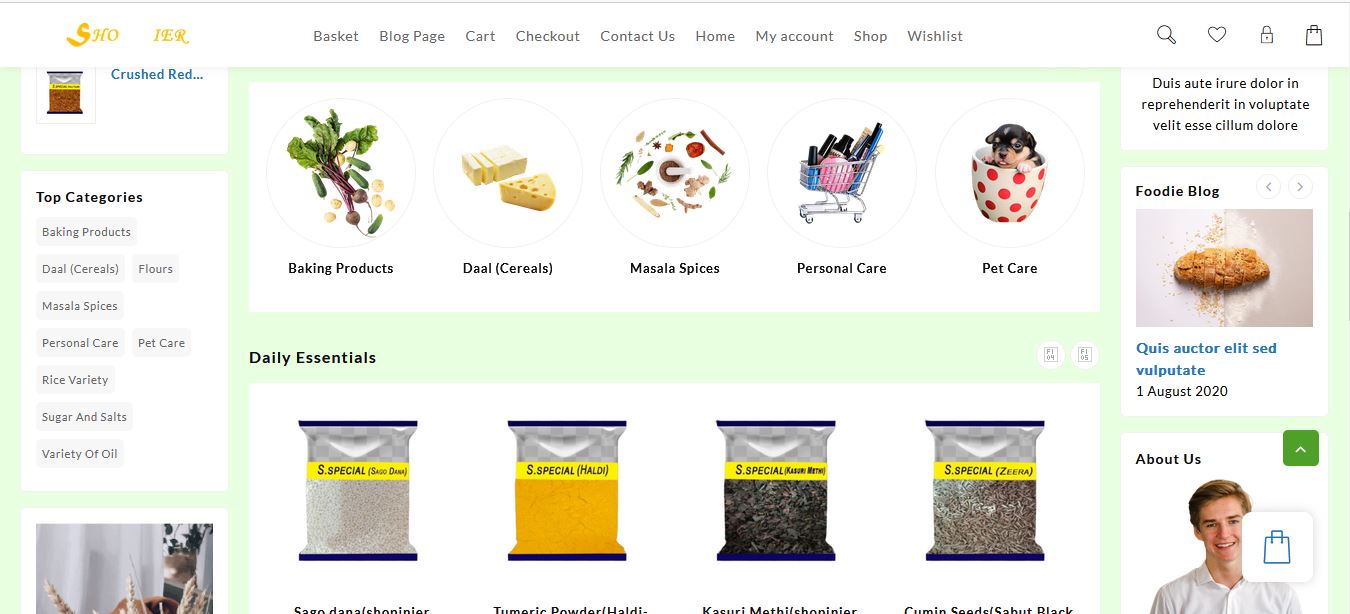 SHO IER
Basket Blog Page Cart Checkout Contact Us Home My account Shop Wishlist
Crushed Red...
Top Categories
Baking Products
Daal (Cereals) Flours
Masala Spices
Personal Care Pet Care
Rice Variety
Sugar And Salts
Variety Of Oil
Baking Products Daal (Cereals) Masala Spices Personal Care Pet Care
Daily Essentials
F1 04 F1 05
S.SPECIAL (SAGO DANA) S.SPECIAL (HALDI) S.SPECIAL (KASURI METHI) S.SPECIAL (ZEERA)
Sago dana(shopinier Tumeric Powder(Haldi- Kasuri Methi(shopinier Cumin Seeds(Sabut Black
Duis aute irure dolor in
reprehenderit in voluptate
velit esse cillum dolore
Foodie Blog
Quis auctor elit sed
vulputate
1 August 2020
About Us